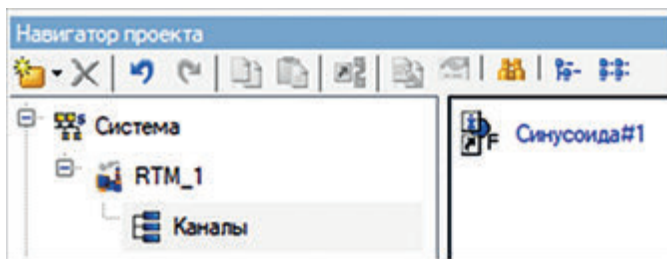 Навигатор проекта
Система
RTM_1
Каналы
Синусоида#1